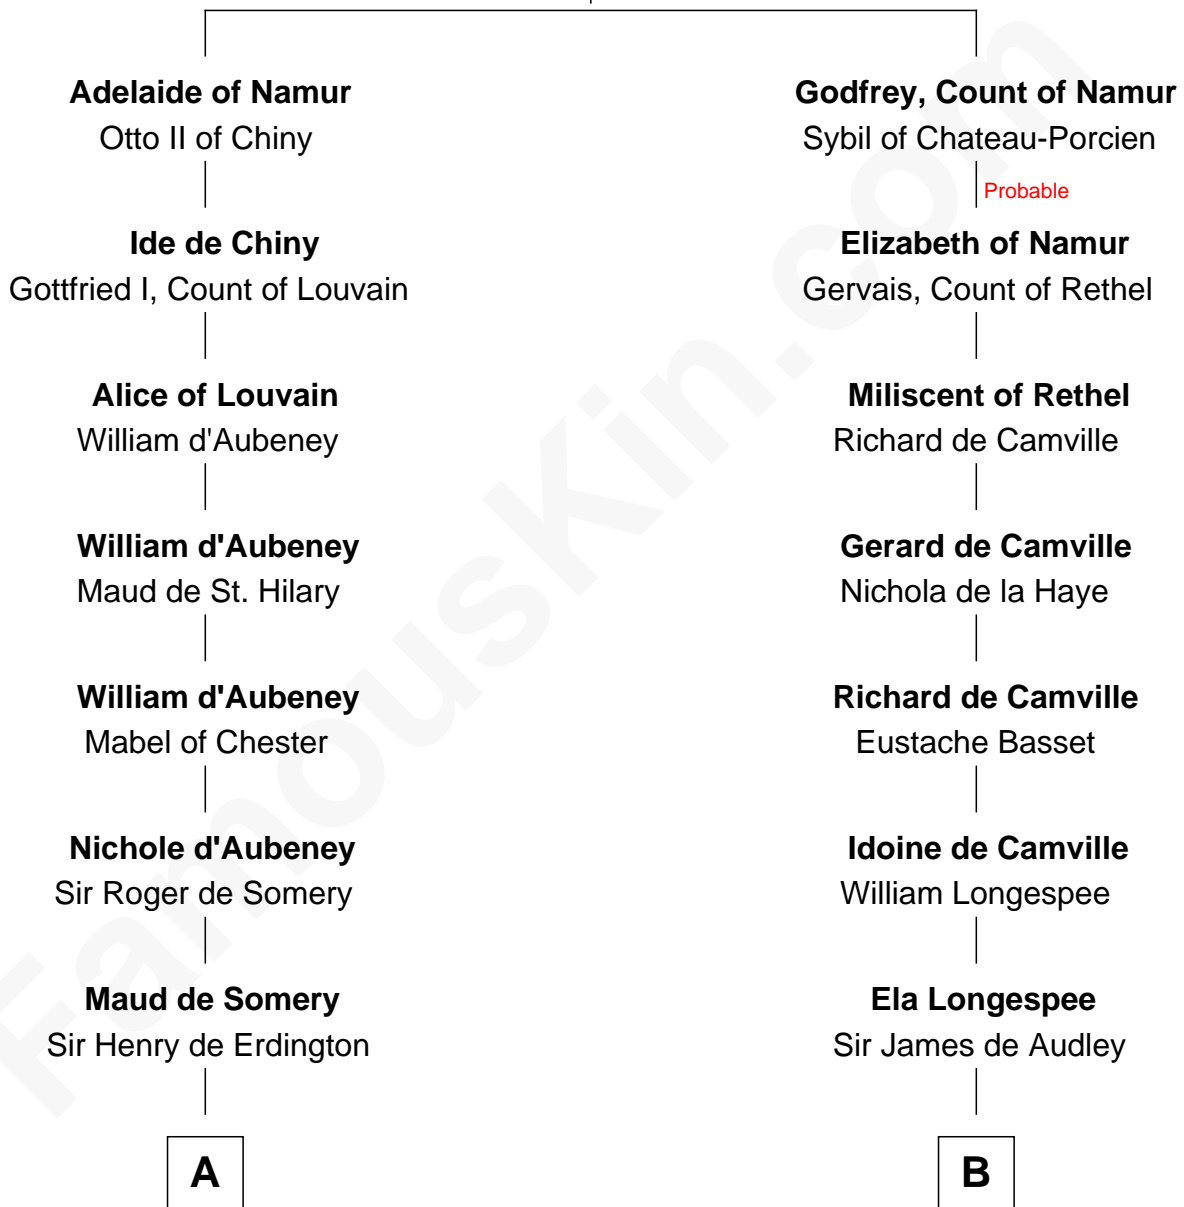 Adelaide of Namur
Otto II of Chiny
Godfrey, Count of Namur
Sybil of Chateau-Porcien
Probable
Ide de Chiny
Gottfried I, Count of Louvain
Elizabeth of Namur
Gervais, Count of Rethel
Alice of Louvain
William d'Aubeney
Miliscent of Rethel
Richard de Camville
William d'Aubeney
Maud de St. Hilary
Gerard de Camville
Nichola de la Haye
William d'Aubeney
Mabel of Chester
Richard de Camville
Eustache Basset
Nichole d'Aubeney
Sir Roger de Somery
Idoine de Camville
William Longespee
Maud de Somery
Sir Henry de Erdington
Ela Longespee
Sir James de Audley
A
B
FamousKin.com